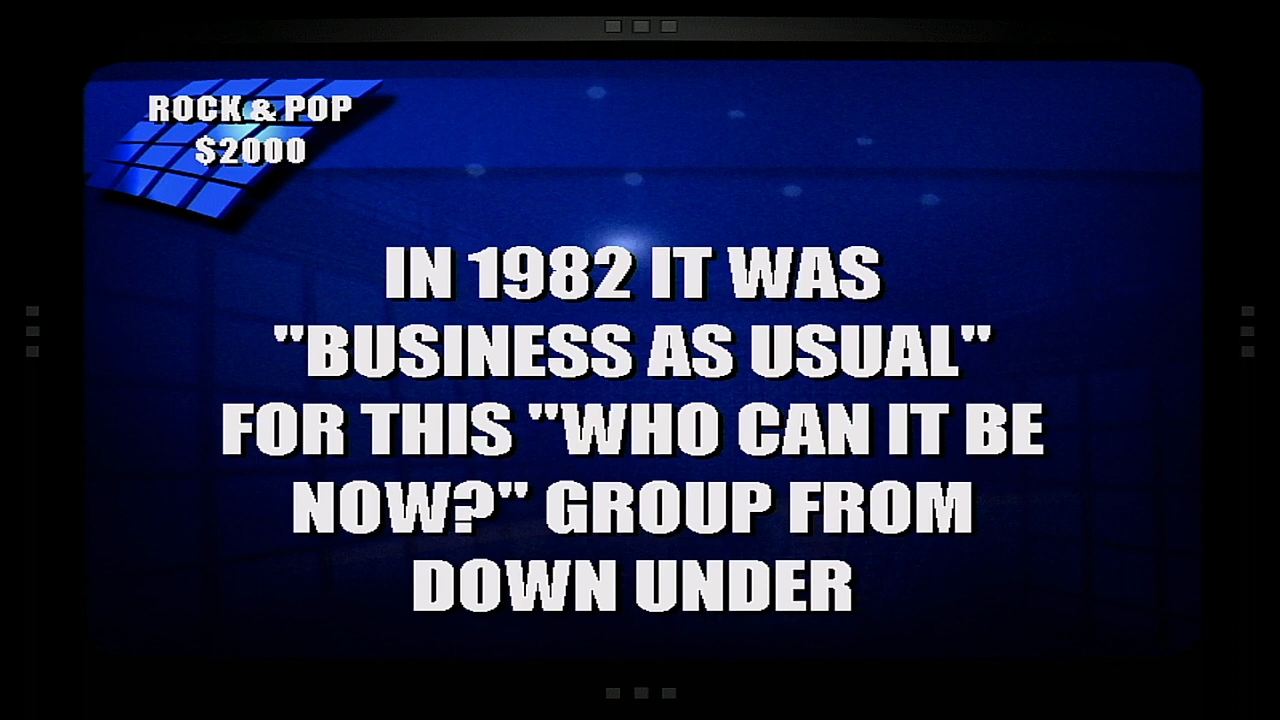 ROCK & POP
$2000
IN 1982 IT WAS
"BUSINESS AS USUAL"
FOR THIS "WHO CAN IT BE
NOW?" GROUP FROM
DOWN UNDER